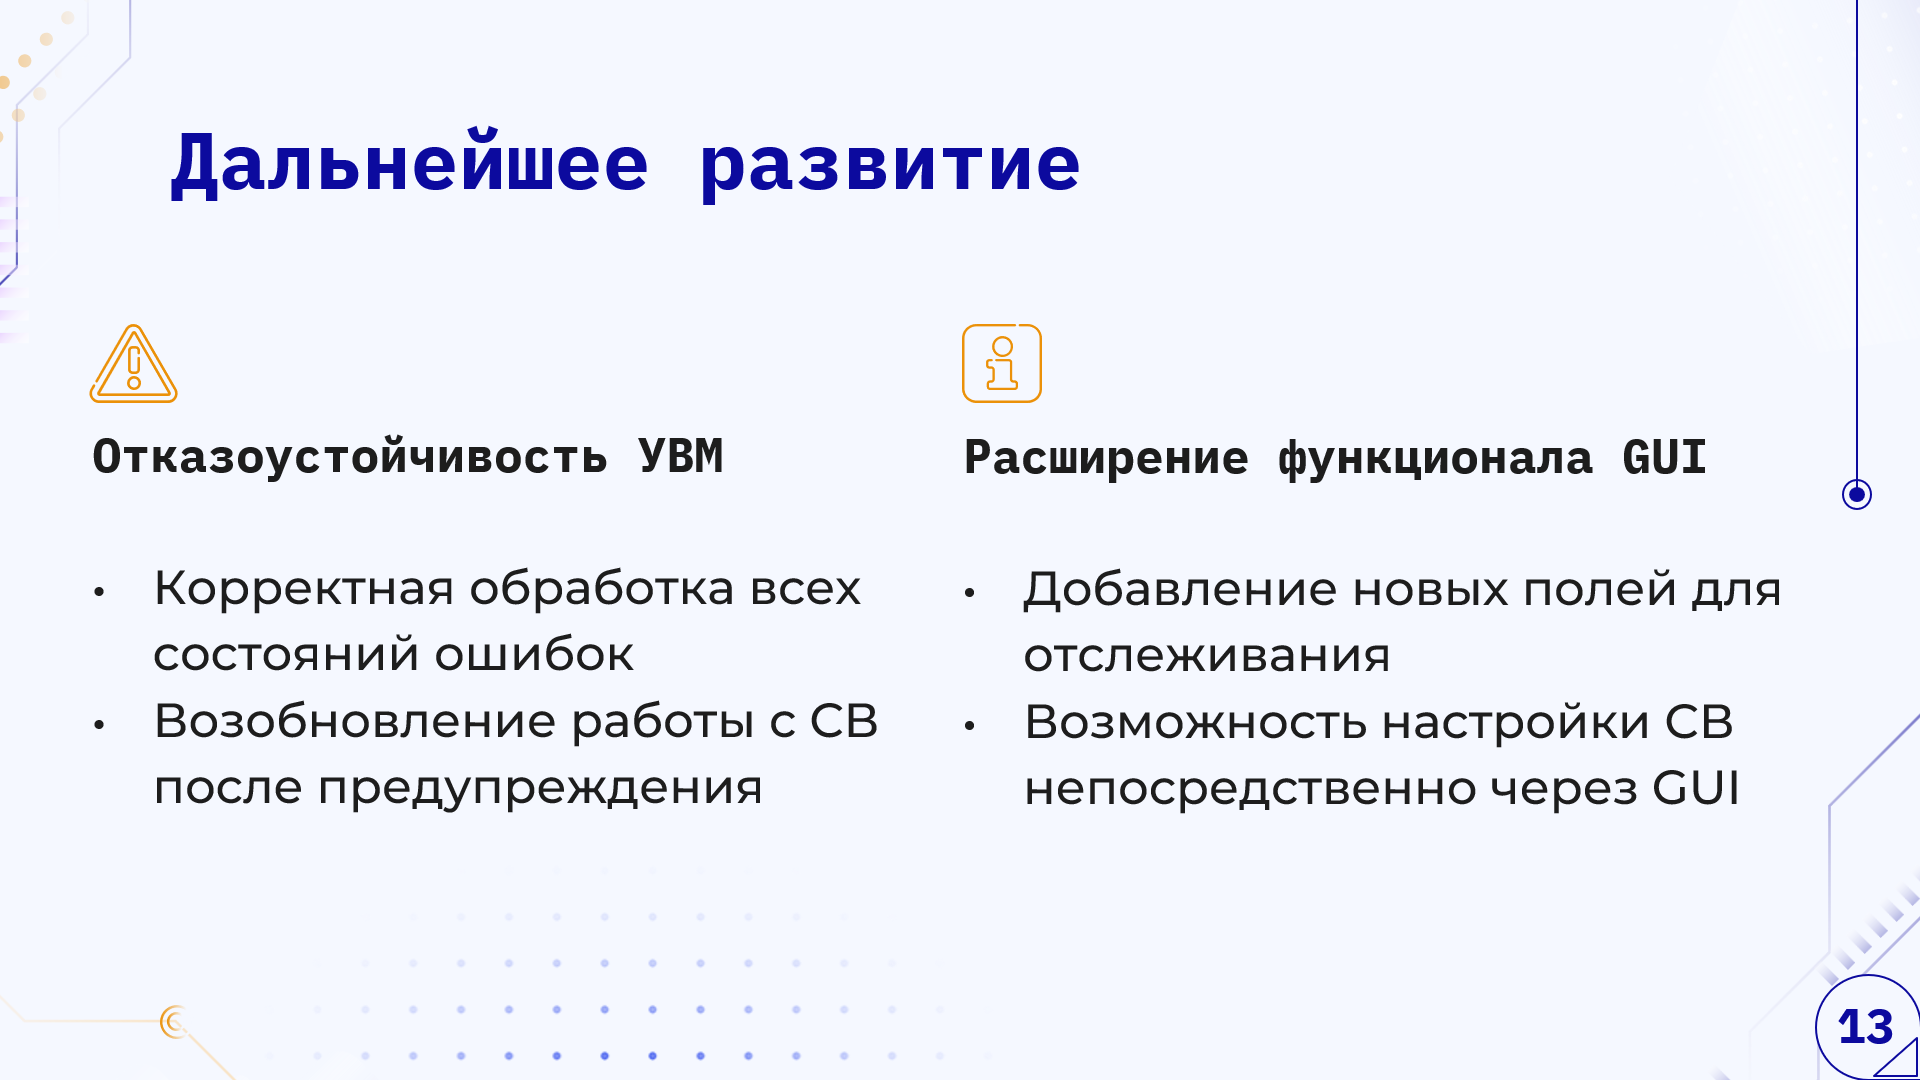 Дальнейшее развитие
Отказоустойчивость УВМ
• Корректная обработка всех
состояний ошибок
• Возобновление работы с СВ
после предупреждения
Расширение функционала GUI
• Добавление новых полей для
отслеживания
• Возможность настройки СВ
непосредственно через GUI
13